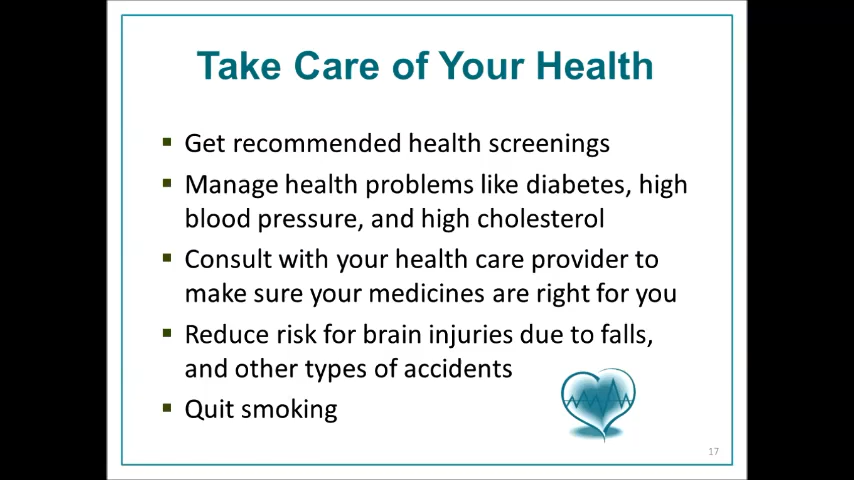 Take Care of Your Health
▪ Get recommended health screenings
▪ Manage health problems like diabetes, high
blood pressure, and high cholesterol
▪ Consult with your health care provider to
make sure your medicines are right for you
▪ Reduce risk for brain injuries due to falls,
and other types of accidents
▪ Quit smoking
17